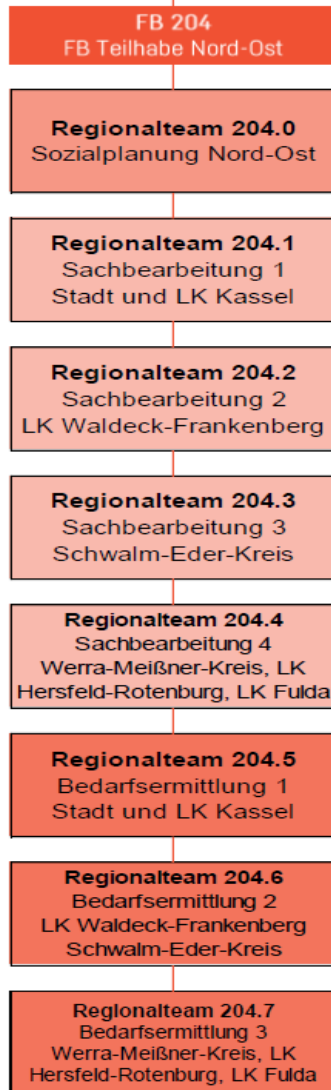 FB 204
FB Teilhabe Nord-Ost
Regionalteam 204.0
Sozialplanung Nord-Ost
Regionalteam 204.1
Sachbearbeitung 1
Stadt und LK Kassel
Regionalteam 204.2
Sachbearbeitung 2
LK Waldeck-Frankenberg
Regionalteam 204.3
Sachbearbeitung 3
Schwalm-Eder-Kreis
Regionalteam 204.4
Sachbearbeitung 4
Werra-Meißner-Kreis, LK
Hersfeld-Rotenburg, LK Fulda
Regionalteam 204.5
Bedarfsermittlung 1
Stadt und LK Kassel
Regionalteam 204.6
Bedarfsermittlung 2
LK Waldeck-Frankenberg
Schwalm-Eder-Kreis
Regionalteam 204.7
Bedarfsermittlung 3
Werra-Meißner-Kreis, LK
Hersfeld-Rotenburg, LK Fulda